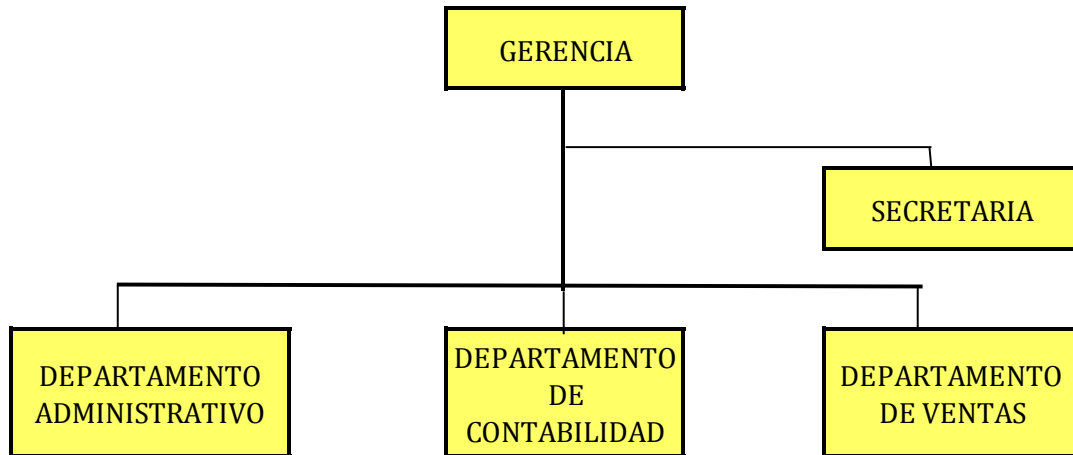 GERENCIA
SECRETARIA
DEPARTAMENTO
ADMINISTRATIVO
DEPARTAMENTO
DE
CONTABILIDAD
DEPARTAMENTO
DE VENTAS